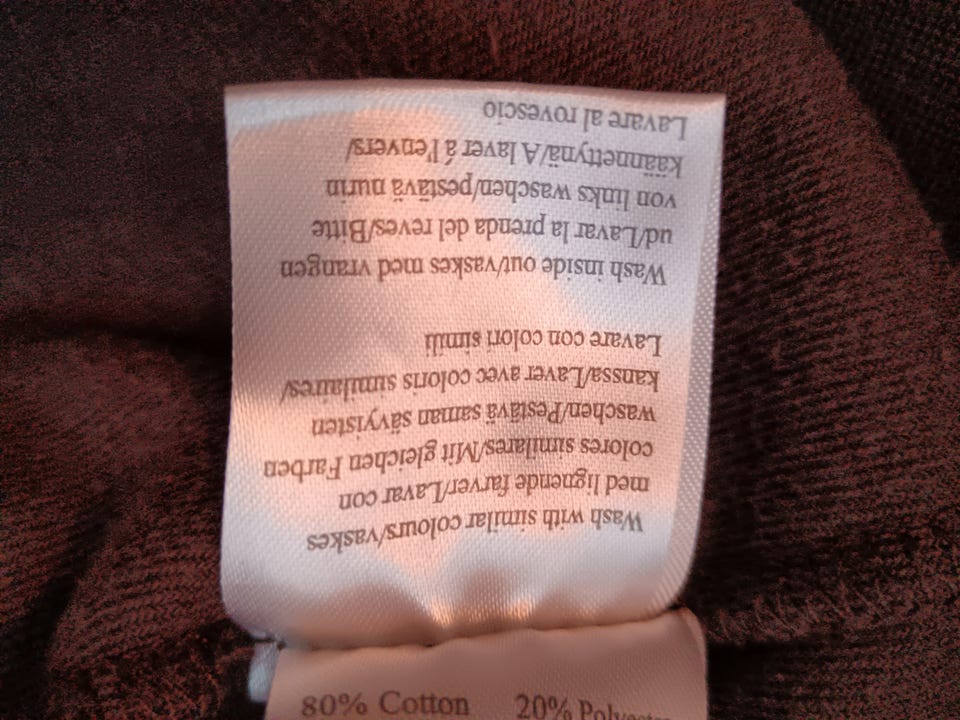 Wash with similar colours/vaskes
med lignende farver/Lavar con
colores similares/Mit gleichen Farben
waschen/Pestävä saman sävyisten
kanssa/Laver avec coloris similaires/
Lavare con colori simili
Wash inside out/vaskes med vrangen
ud/Lavar la prenda del reves/Bitte
von links waschen/pestävä nurin
käännettynä/A laver á l'envers/
Lavare al rovescio
80% Cotton 20% Polyester